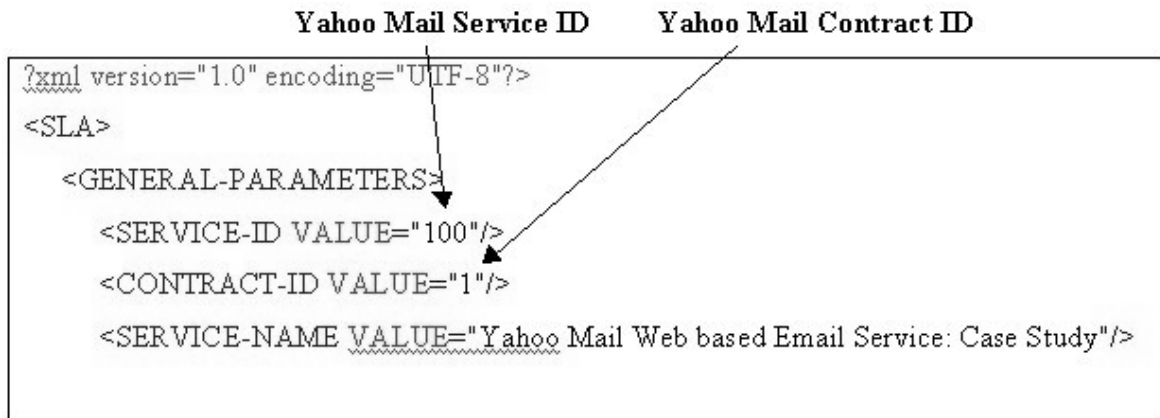 Yahoo Mail Service ID Yahoo Mail Contract ID
?xml version="1.0" encoding="UTF-8"?>
<SLA>
<GENERAL-PARAMETERS>
<SERVICE-ID VALUE="100"/>
<CONTRACT-ID VALUE="1"/>
<SERVICE-NAME VALUE="Yahoo Mail Web based Email Service: Case Study"/>